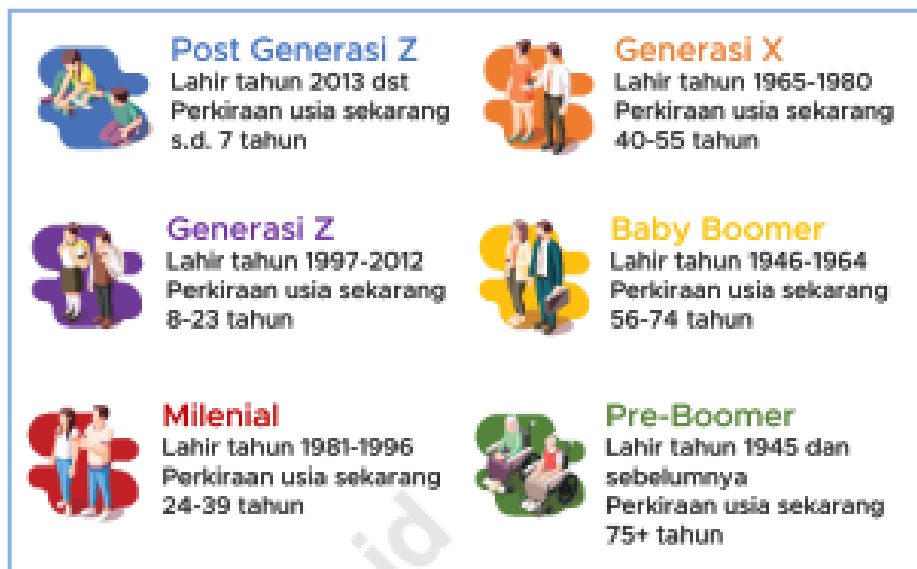 Post Generasi Z
Lahir tahun 2013 dst
Perkiraan usia sekarang
s.d. 7 tahun
Generasi X
Lahir tahun 1965-1980
Perkiraan usia sekarang
40-55 tahun
Generasi Z
Lahir tahun 1997-2012
Perkiraan usia sekarang
8-23 tahun
Baby Boomer
Lahir tahun 1946-1964
Perkiraan usia sekarang
56-74 tahun
Milenial
Lahir tahun 1981-1996
Perkiraan usia sekarang
24-39 tahun
Pre-Boomer
Lahir tahun 1945 dan
sebelumnya
Perkiraan usia sekarang
75+ tahun
id